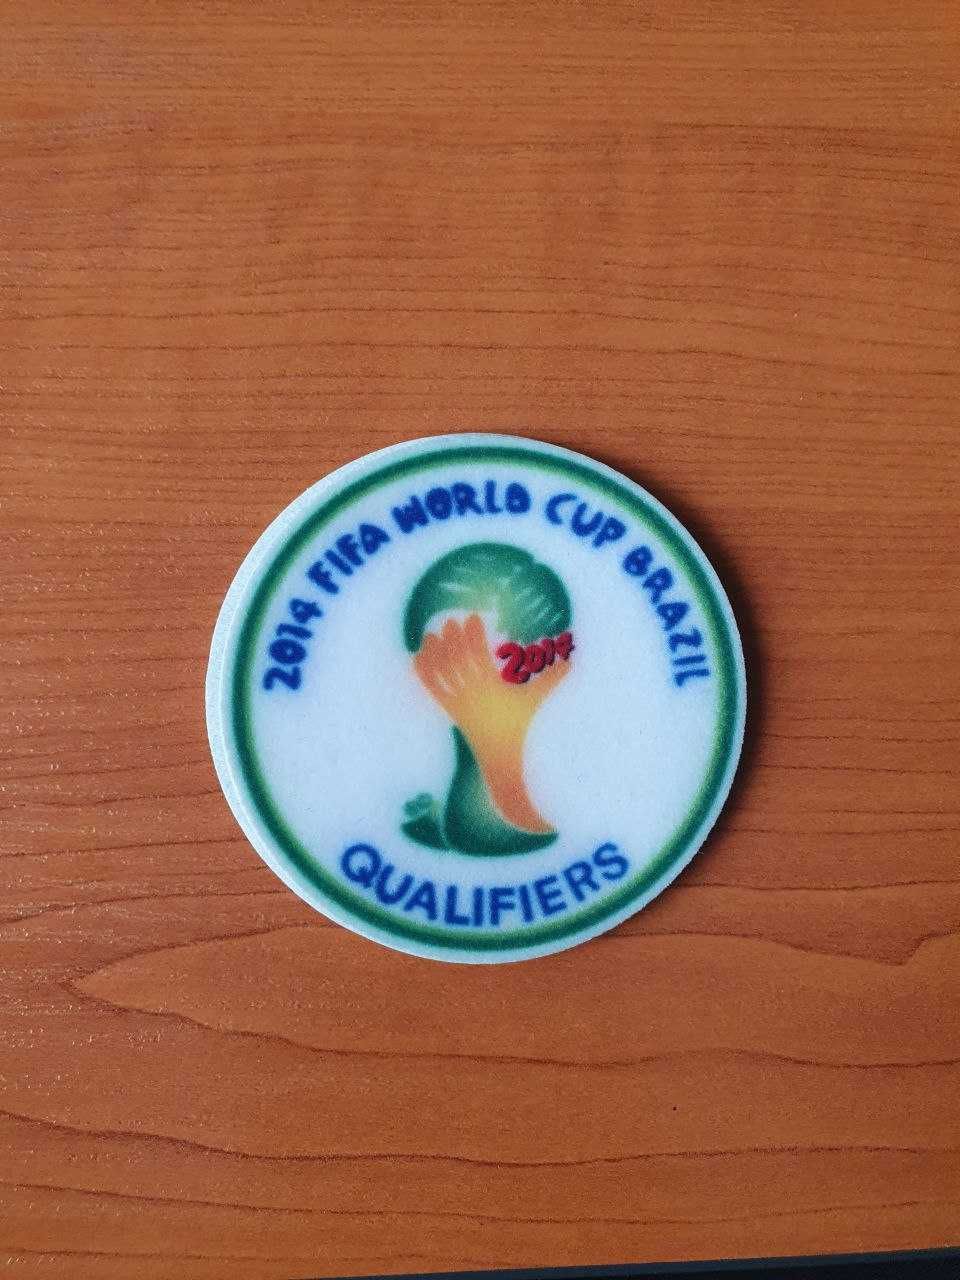 2014 FIFA WORLD CUP BRAZIL
2014
QUALIFIERS